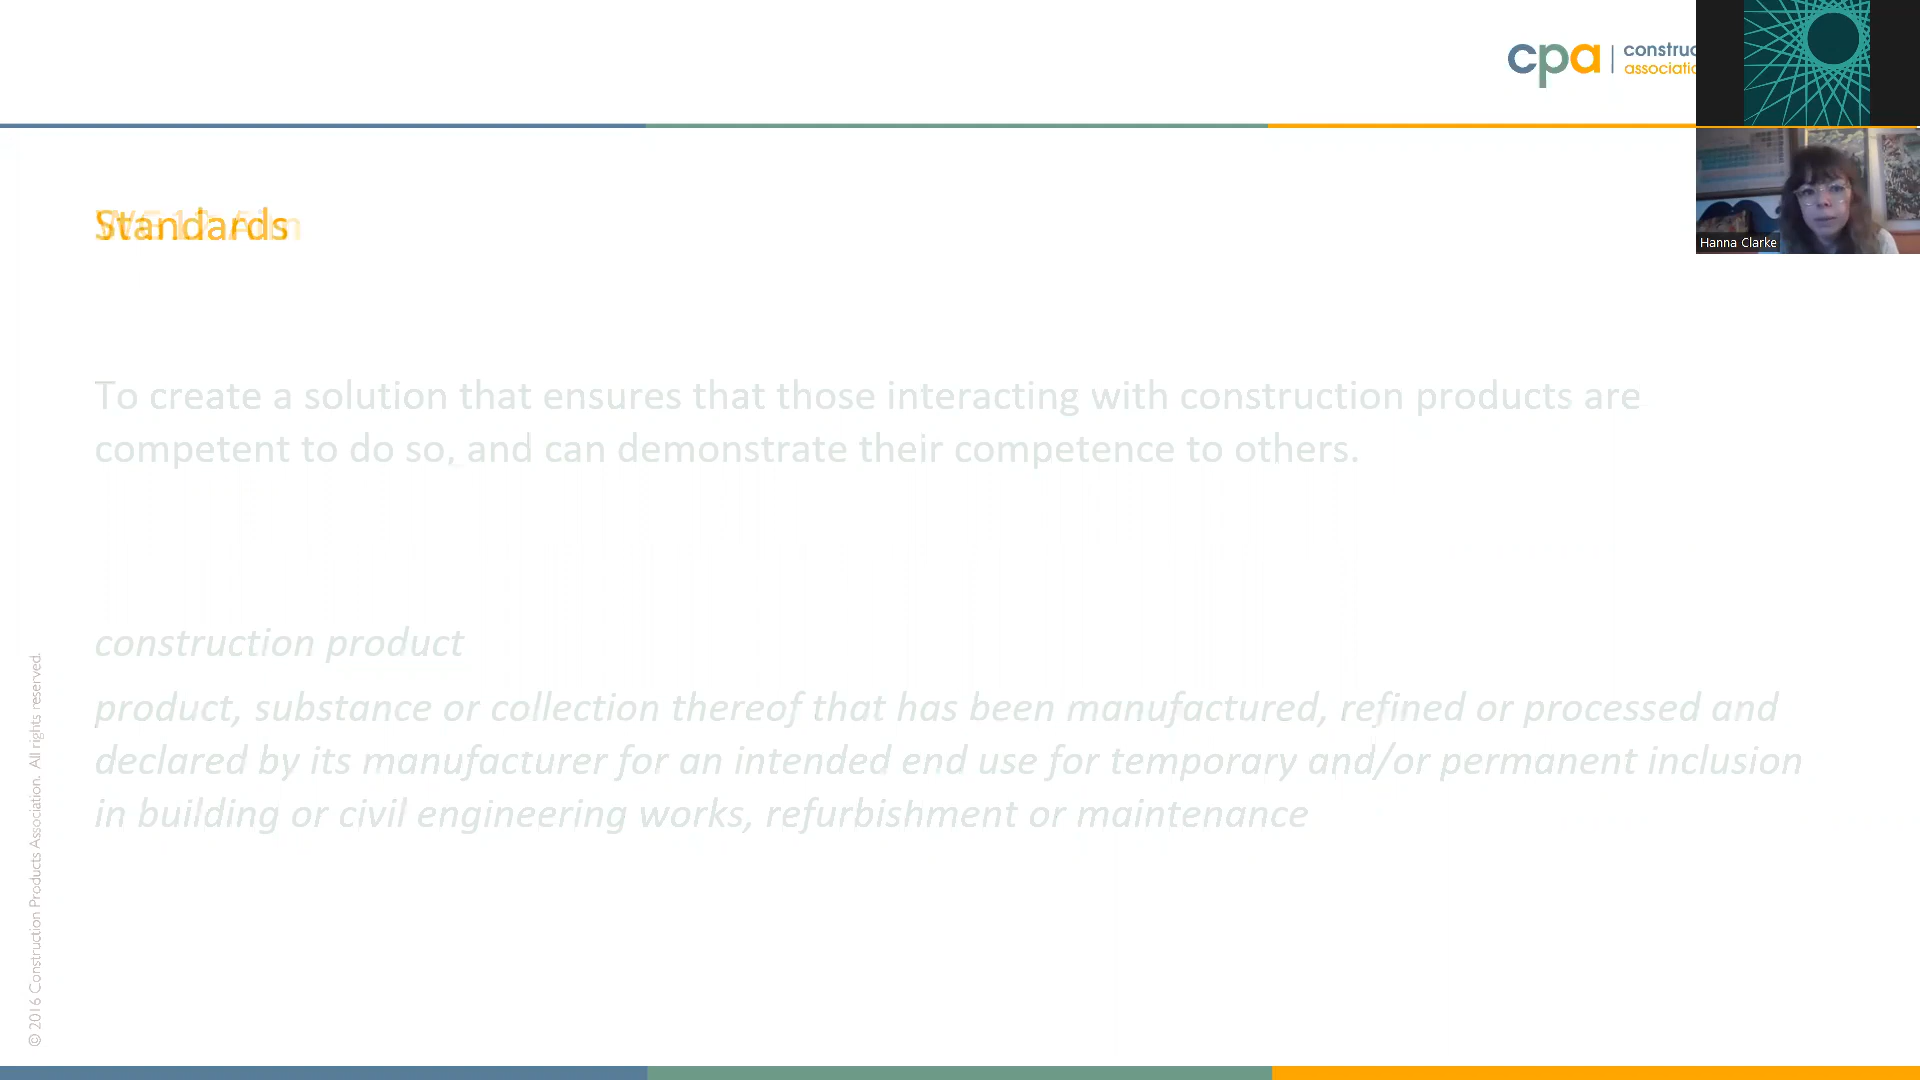 cpa | construc
associatio
Standards
WG12 Aim
To create a solution that ensures that those interacting with construction products are
competent to do so, and can demonstrate their competence to others.
construction product
product, substance or collection thereof that has been manufactured, refined or processed and
declared by its manufacturer for an intended end use for temporary and/or permanent inclusion
in building or civil engineering works, refurbishment or maintenance
© 2016 Construction Products Association. All rights reserved.
Hanna Clarke